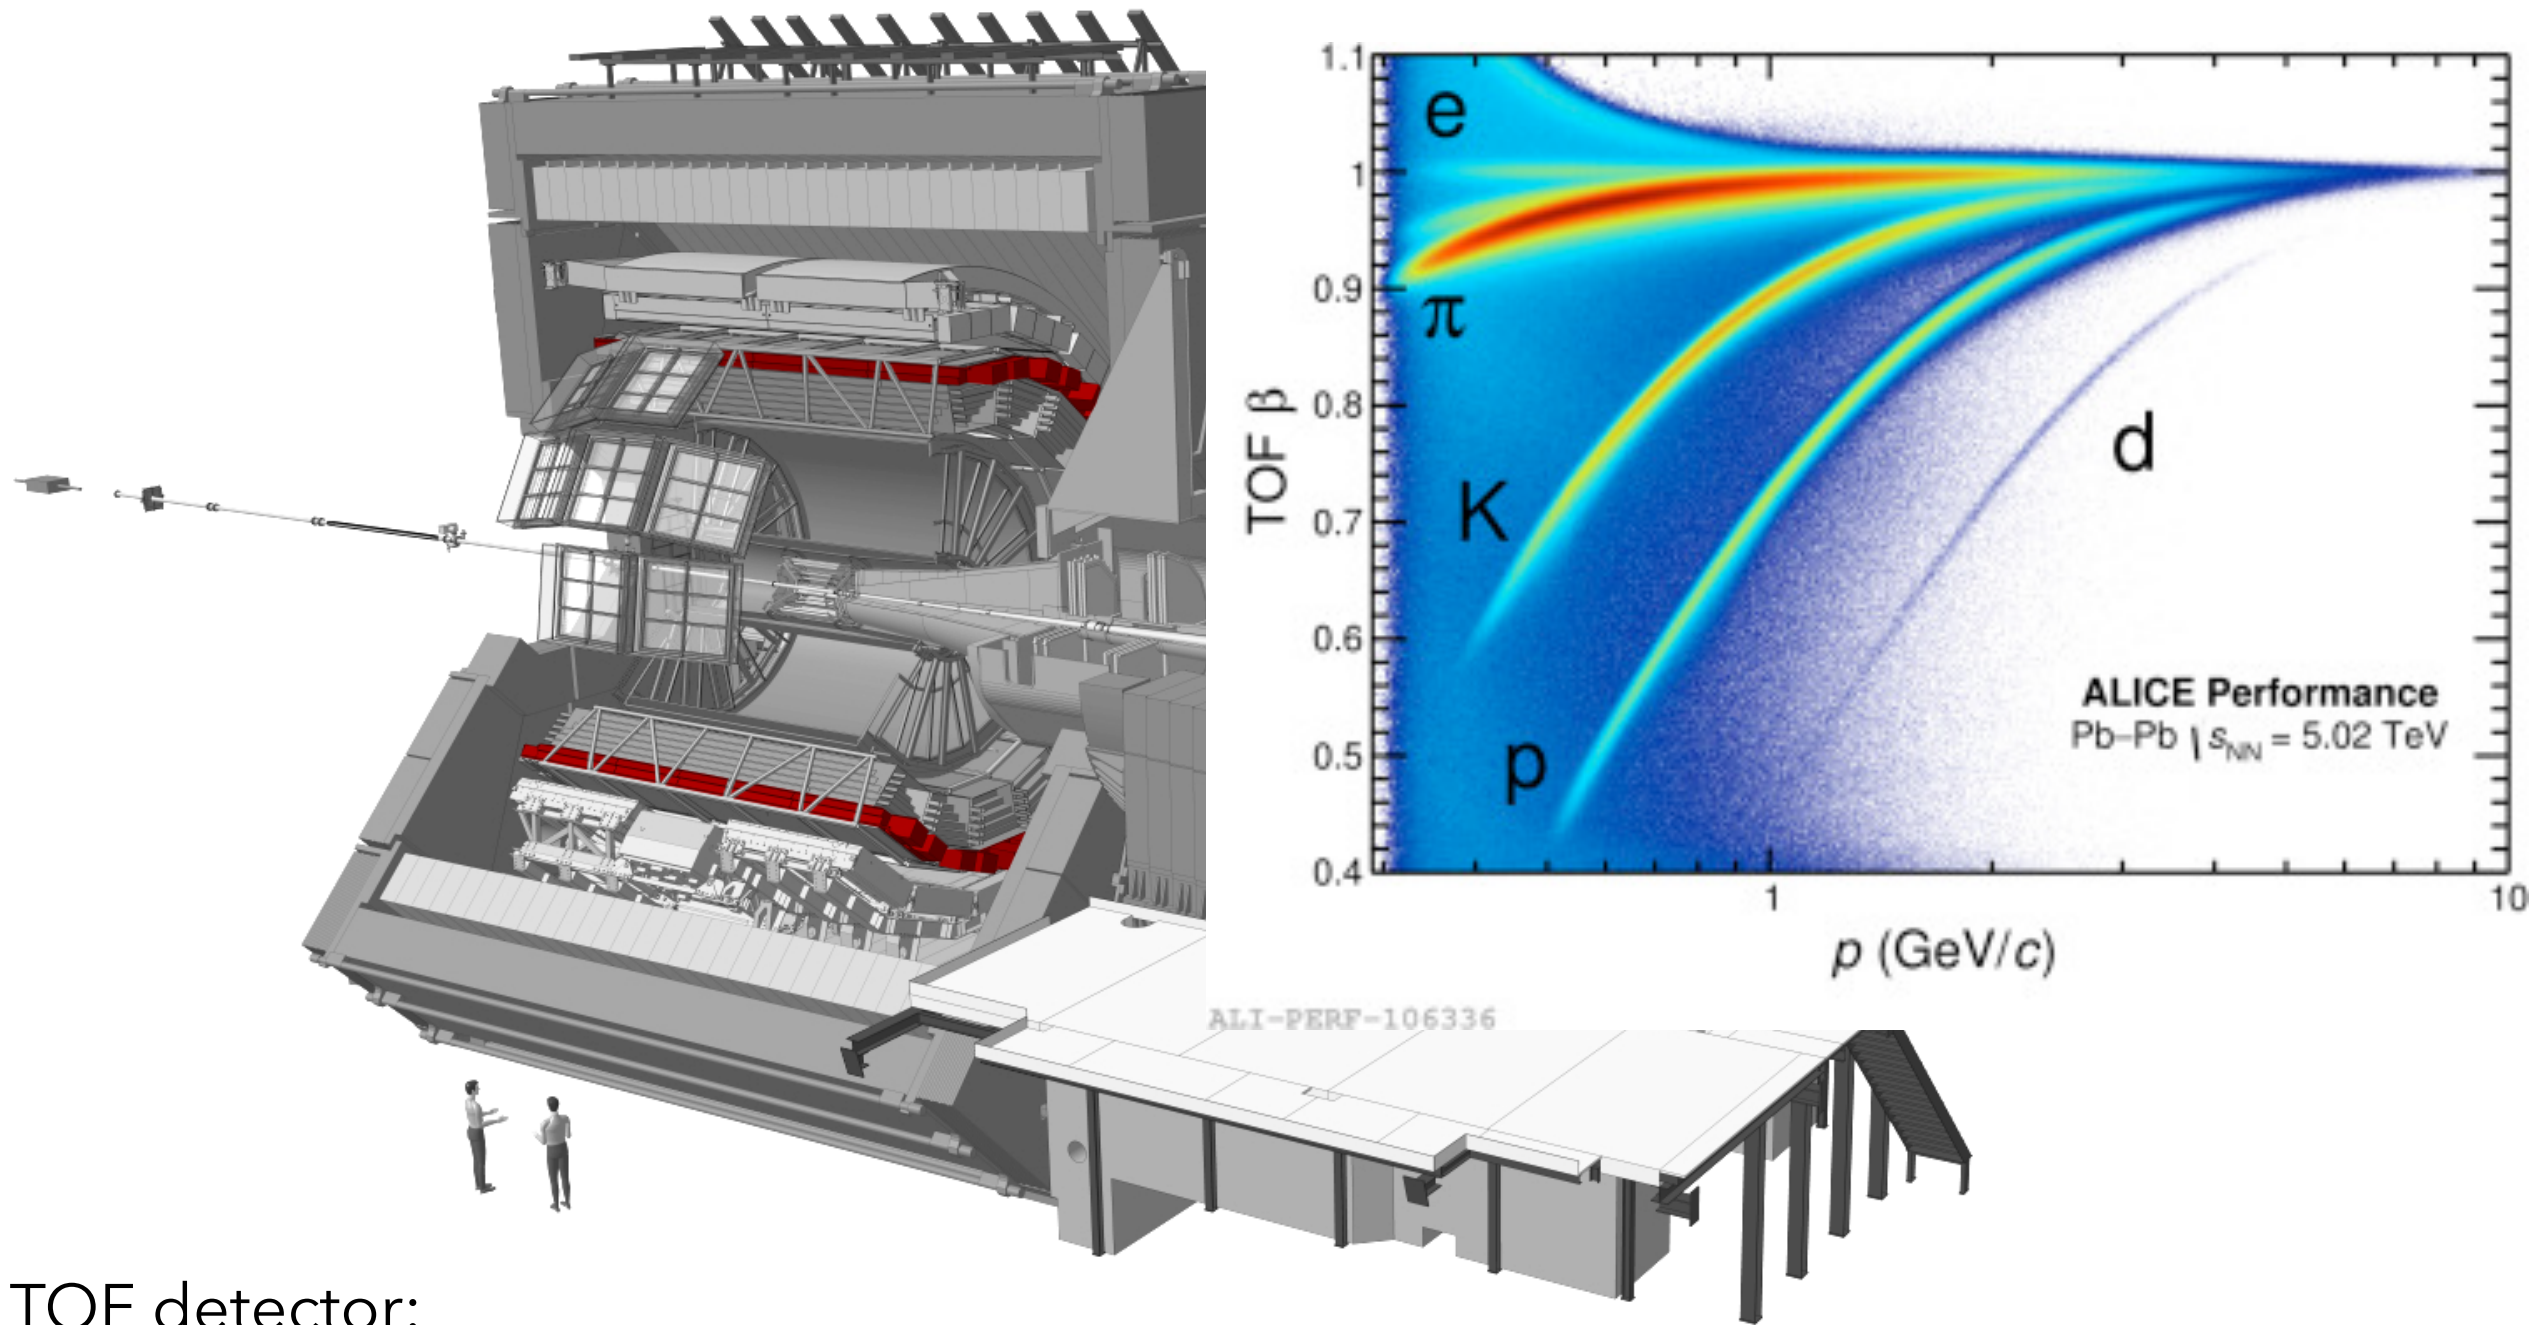 1.1
1
0.9
0.8
0.7
0.6
0.5
0.4
TOF β
e
π
K
p
d
ALICE Performance
Pb–Pb √sNN = 5.02 TeV
1
10
p (GeV/c)
ALI-PERF-106336
TOF detector: